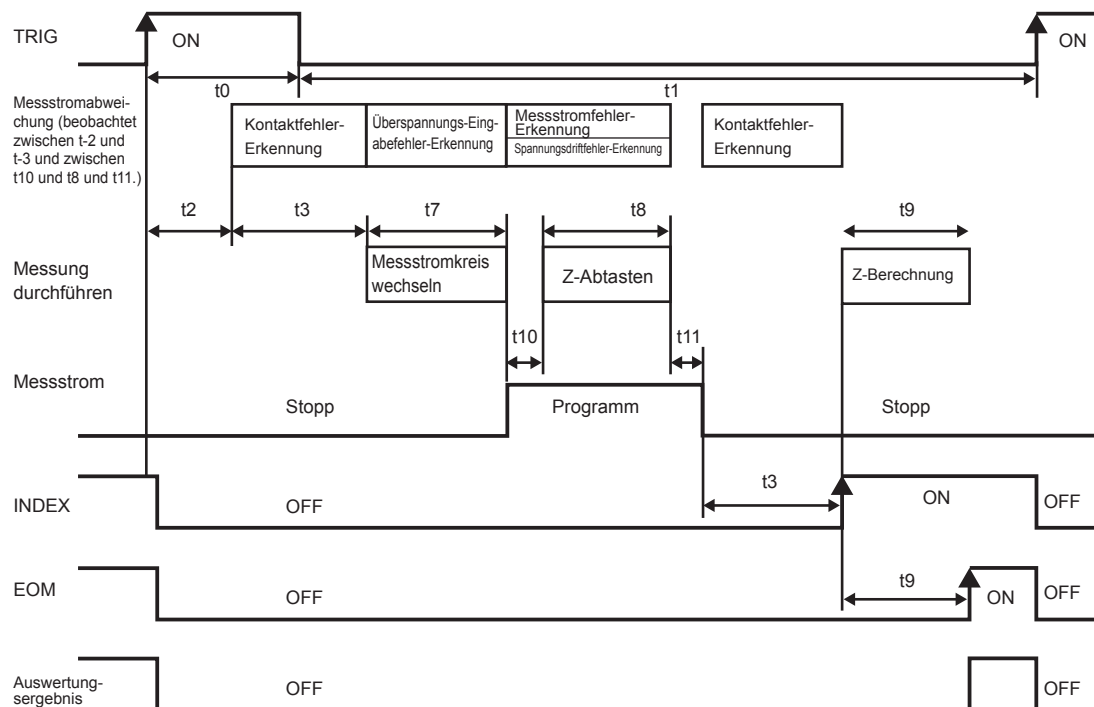 TRIG
ON
ON
t0
t1
Messstromabwei-
chung (beobachtet
zwischen t-2 und
t-3 und zwischen
t10 und t8 und t11.)
Kontaktfehler-
Erkennung
Überspannungs-Eing-
abefehler-Erkennung
Messstromfehler-
Erkennung
Spannungsdriftfehler-Erkennung
Kontaktfehler-
Erkennung
t2
t3
t7
t8
t9
Messung
durchführen
Messstromkreis
wechseln
Z-Abtasten
Z-Berechnung
t10
t11
Messstrom
Stopp
Programm
Stopp
t3
INDEX
OFF
ON
OFF
t9
EOM
OFF
ON
OFF
Auswertung-
sergebnis
OFF
OFF